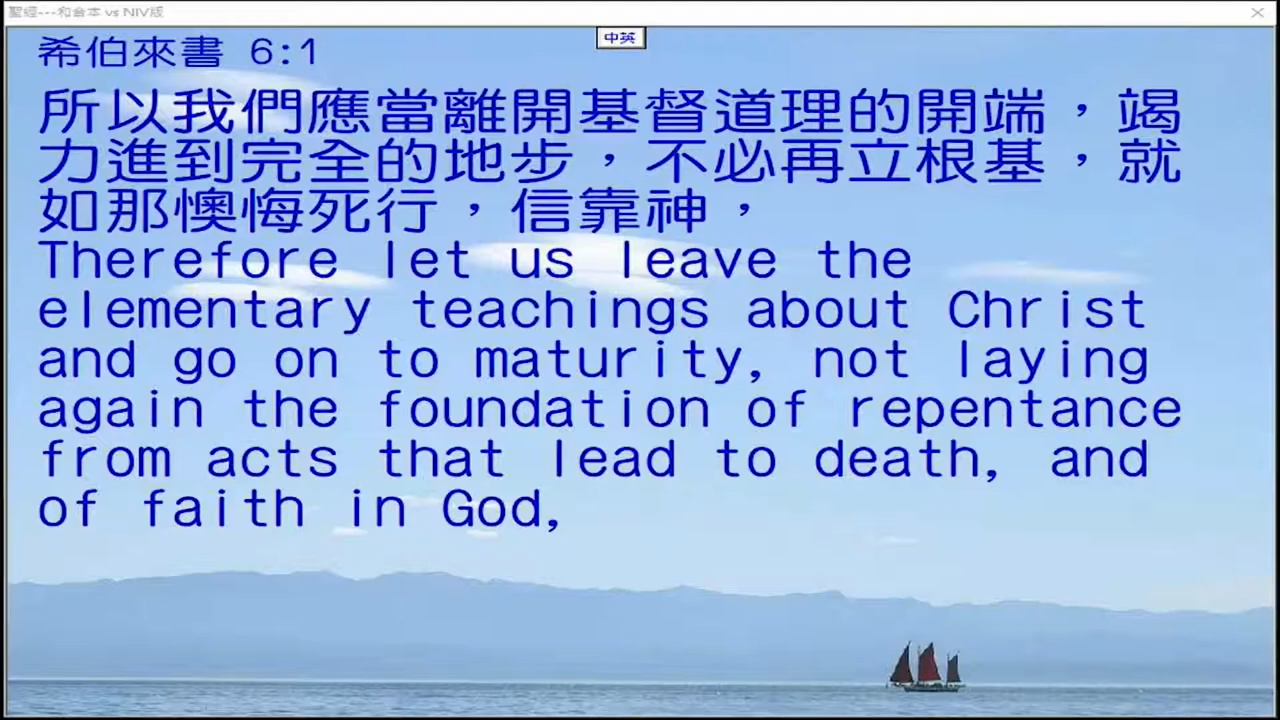 聖經---和合本 vs NIV版
中英
希伯來書 6:1
所以我們應當離開基督道理的開端，竭
力進到完全的地步，不必再立根基，就
如那懊悔死行，信靠神，
Therefore let us leave the
elementary teachings about Christ
and go on to maturity, not laying
again the foundation of repentance
from acts that lead to death, and
of faith in God,